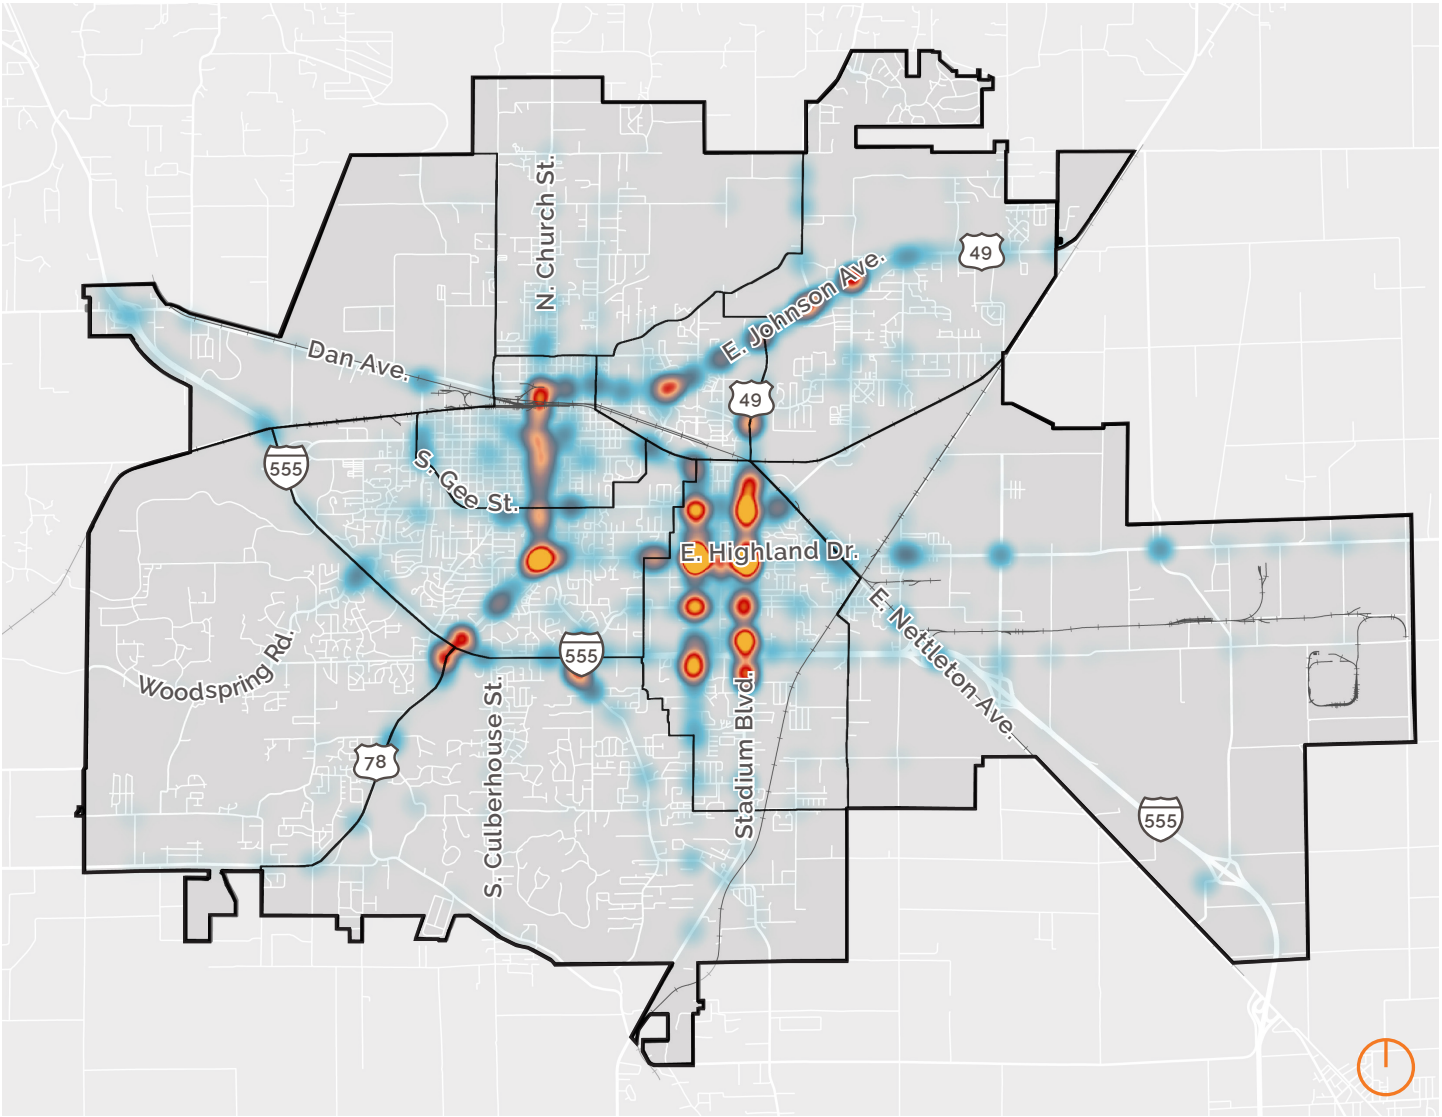 N. Church St.
49
E. Johnson Ave.
Dan Ave.
49
555
S. Gee St.
E. Highland Dr.
E. Nettleton Ave.
555
Woodspring Rd.
S. Culberhouse St.
Stadium Blvd.
78
555